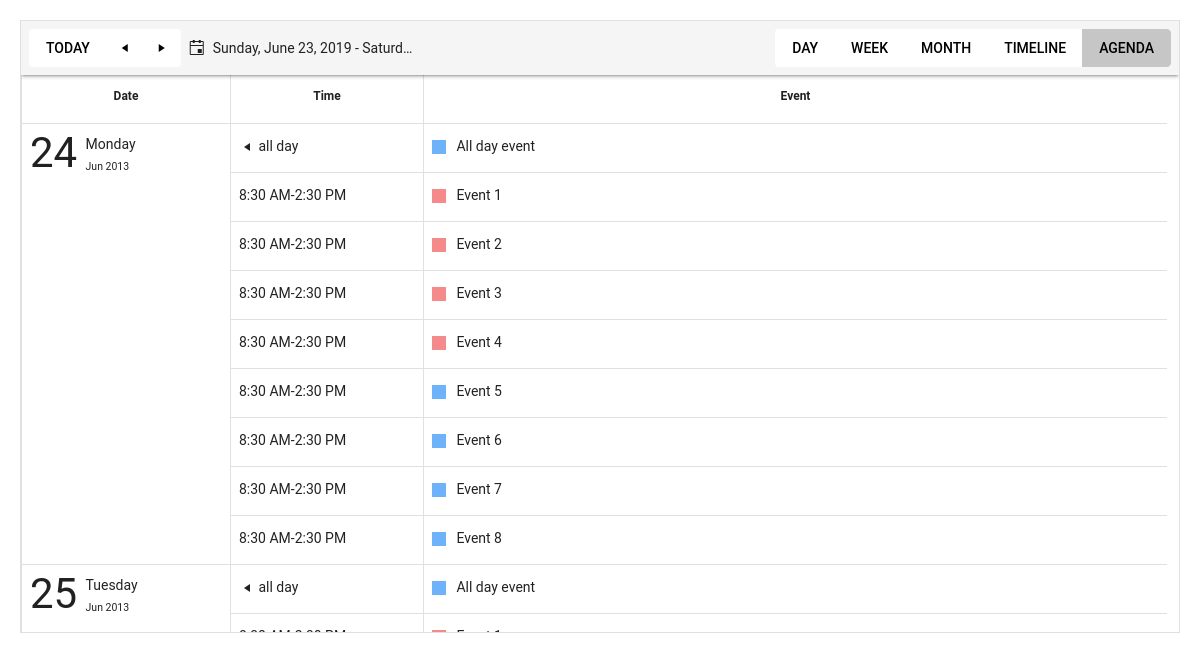 TODAY ◂ ▸ Sunday, June 23, 2019 - Saturd... DAY WEEK MONTH TIMELINE AGENDA
Date Time Event
24 Monday
Jun 2013
all day All day event
8:30 AM-2:30 PM Event 1
8:30 AM-2:30 PM Event 2
8:30 AM-2:30 PM Event 3
8:30 AM-2:30 PM Event 4
8:30 AM-2:30 PM Event 5
8:30 AM-2:30 PM Event 6
8:30 AM-2:30 PM Event 7
8:30 AM-2:30 PM Event 8
25 Tuesday
Jun 2013
all day All day event